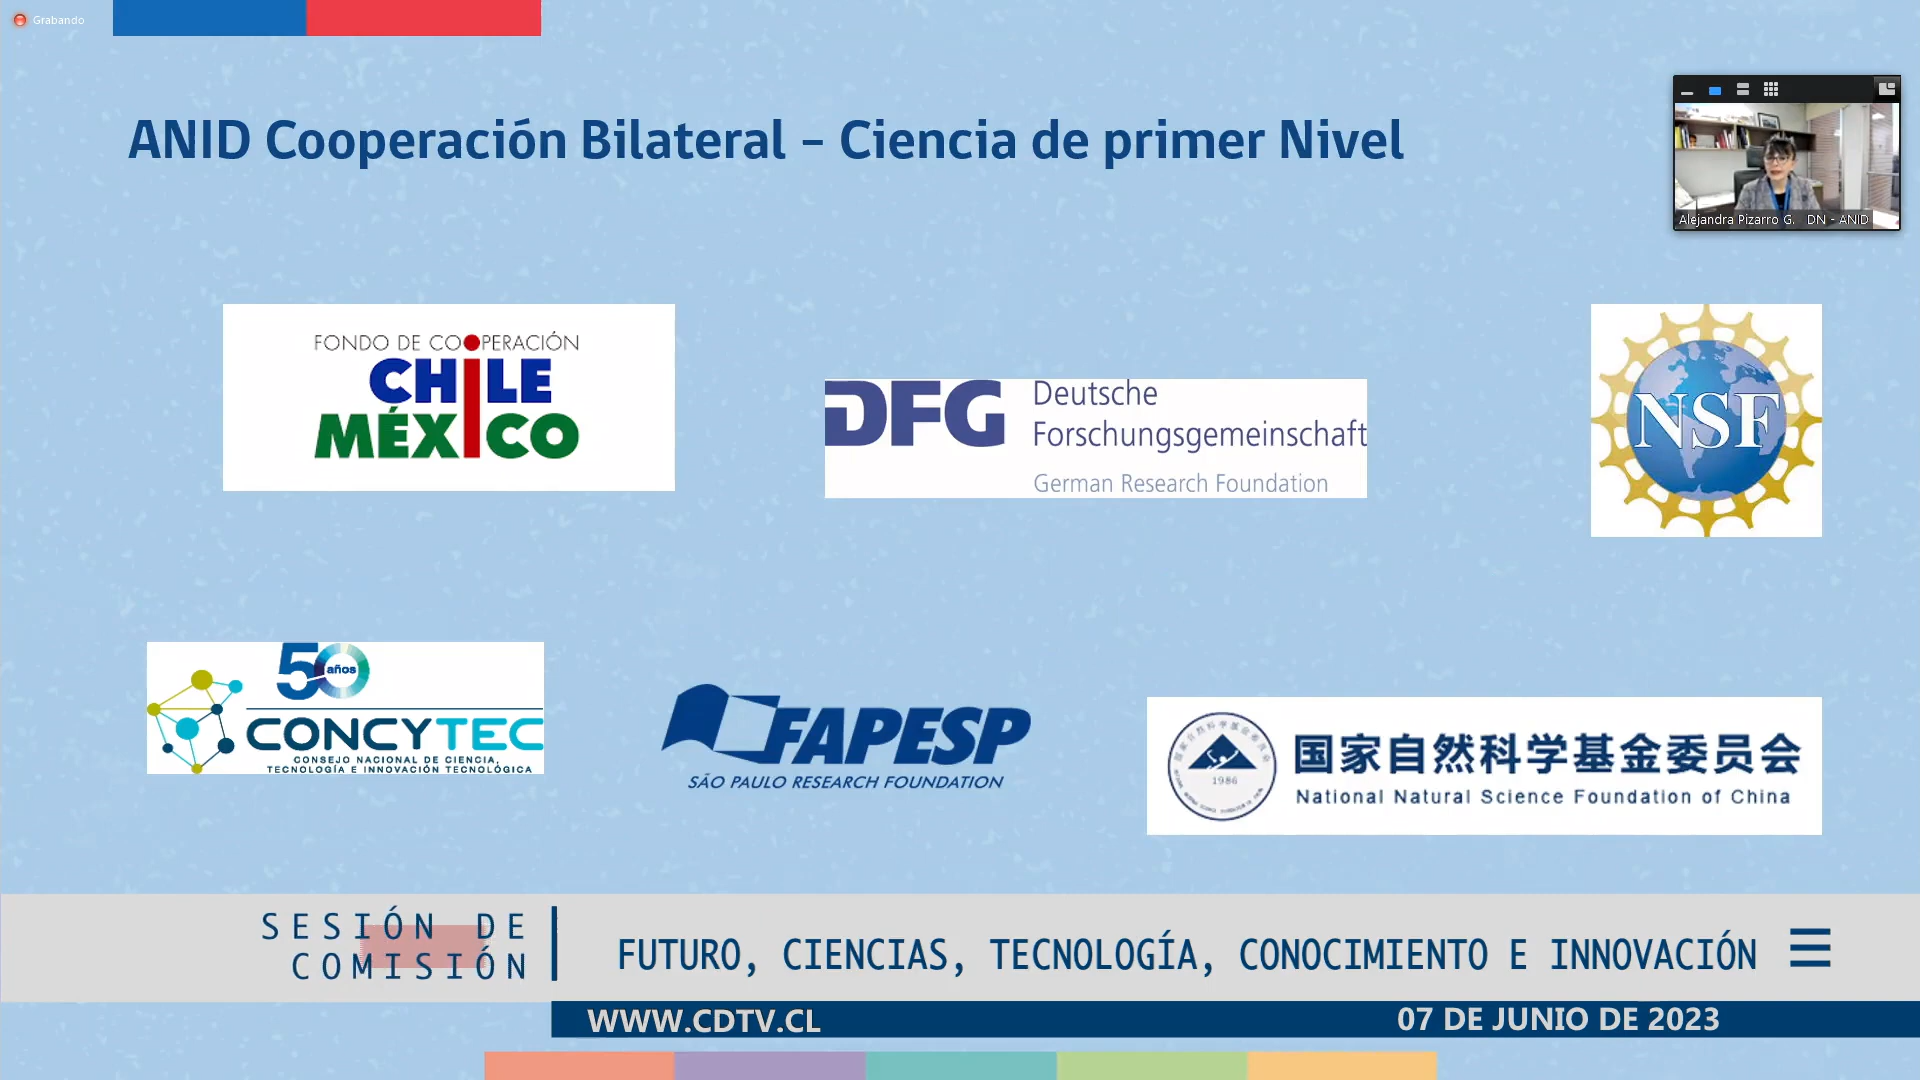 Grabando
ANID Cooperación Bilateral – Ciencia de primer Nivel
Alejandra Pizarro G. DN - ANID
FONDO DE COOPERACIÓN
CHILE
MÉXICO
DFG
Deutsche
Forschungsgemeinschaft
German Research Foundation
NSF
50 años
CONCYTEC
CONSEJO NACIONAL DE CIENCIA,
TECNOLOGÍA E INNOVACIÓN TECNOLÓGICA
FAPESP
SÃO PAULO RESEARCH FOUNDATION
1986
国家自然科学基金委员会
National Natural Science Foundation of China
SESIÓN DE
COMISIÓN
FUTURO, CIENCIAS, TECNOLOGÍA, CONOCIMIENTO E INNOVACIÓN
WWW.CDTV.CL
07 DE JUNIO DE 2023